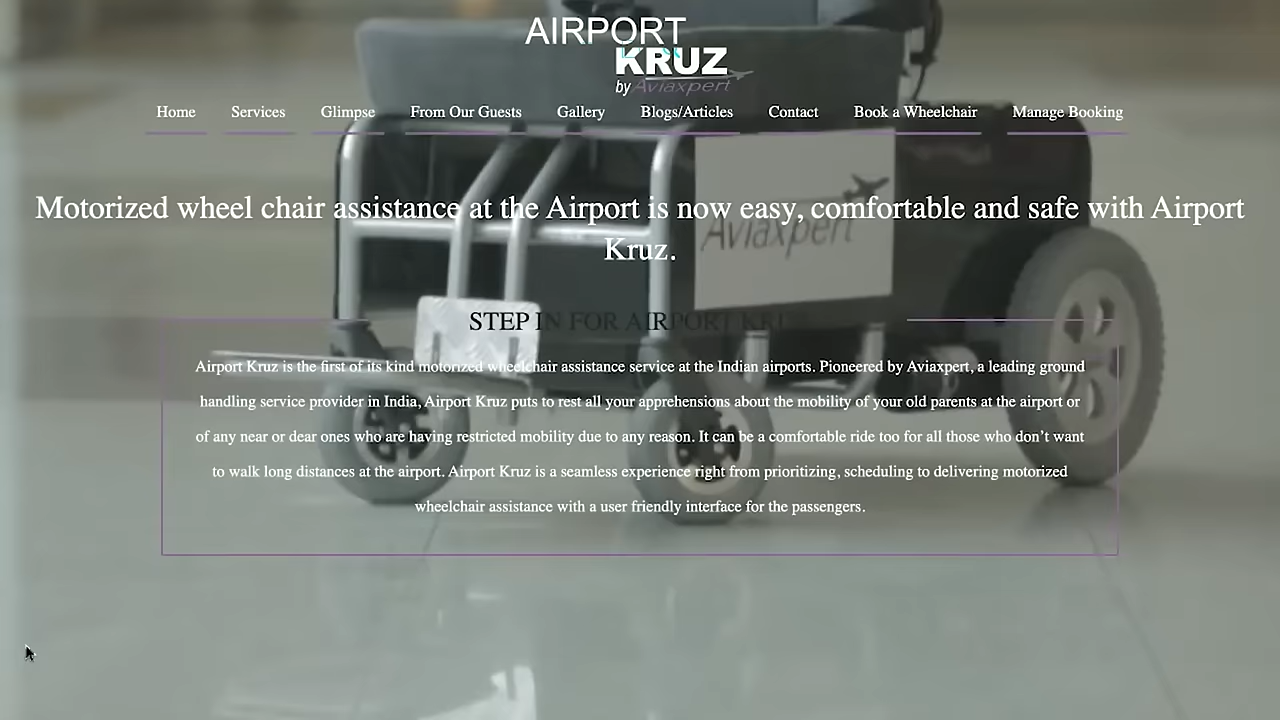 AIRPORT
KRUZ
by Aviaxpert
Home Services Glimpse From Our Guests Gallery Blogs/Articles Contact Book a Wheelchair Manage Booking
Motorized wheel chair assistance at the Airport is now easy, comfortable and safe with Airport
Kruz.
Aviaxpert
STEP IN FOR AIRPORT KRUZ
Airport Kruz is the first of its kind motorized wheelchair assistance service at the Indian airports. Pioneered by Aviaxpert, a leading ground
handling service provider in India, Airport Kruz puts to rest all your apprehensions about the mobility of your old parents at the airport or
of any near or dear ones who are having restricted mobility due to any reason. It can be a comfortable ride too for all those who don’t want
to walk long distances at the airport. Airport Kruz is a seamless experience right from prioritizing, scheduling to delivering motorized
wheelchair assistance with a user friendly interface for the passengers.